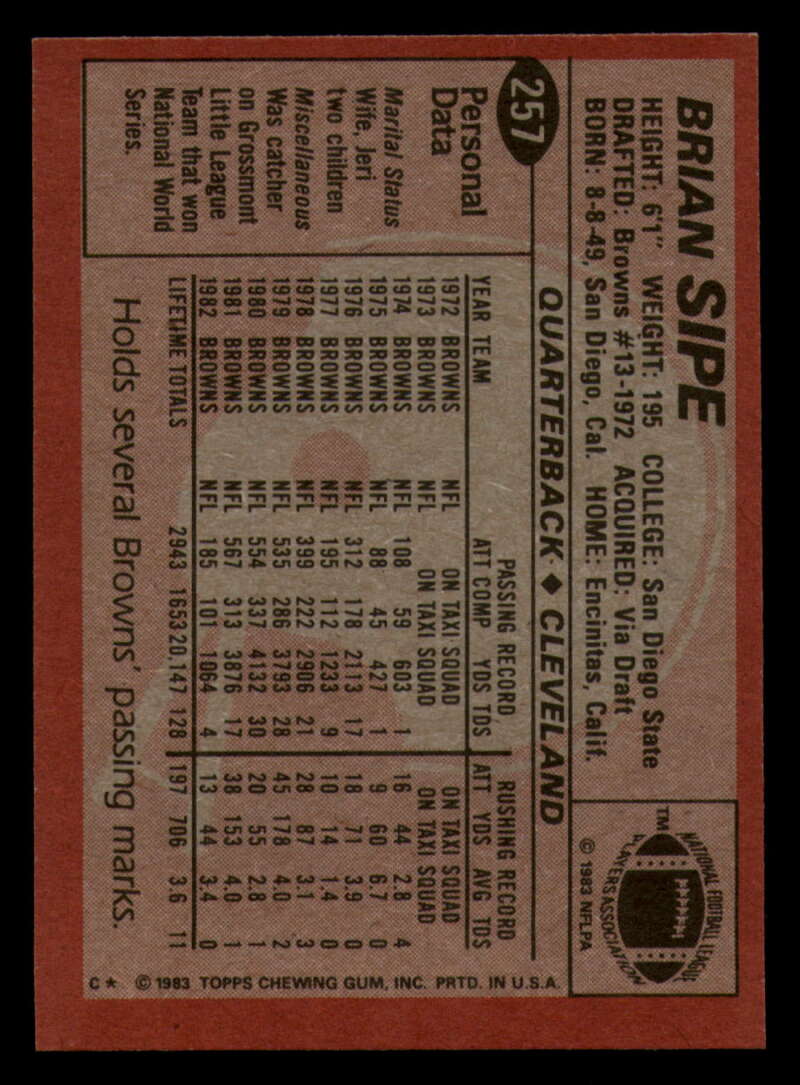 BRIAN SIPE
HEIGHT: 6'1" WEIGHT: 195 COLLEGE: San Diego State
DRAFTED: Browns #13-1972 ACQUIRED: Via Draft
BORN: 8-8-49, San Diego, Cal. HOME: Encinitas, Calif.
NATIONAL FOOTBALL LEAGUE
PLAYERS ASSOCIATION
TM
© 1983 NFLPA
257
QUARTERBACK ◆ CLEVELAND
Personal
Data
Marital Status
Wife, Jeri
two children
Miscellaneous
Was catcher
on Grossmont
Little League
Team that won
National World
Series.
PASSING RECORD RUSHING RECORD
YEAR TEAM ATT COMP YDS TDS ATT YDS AVG TDS
1972 BROWNS NFL ON TAXI SQUAD ON TAXI SQUAD
1973 BROWNS NFL ON TAXI SQUAD ON TAXI SQUAD
1974 BROWNS NFL 108 59 603 1 16 44 2.8 4
1975 BROWNS NFL 88 45 427 1 9 60 6.7 0
1976 BROWNS NFL 312 178 2113 17 18 71 3.9 0
1977 BROWNS NFL 195 112 1233 9 10 14 1.4 0
1978 BROWNS NFL 399 222 2906 21 28 87 3.1 3
1979 BROWNS NFL 535 286 3793 28 45 178 4.0 2
1980 BROWNS NFL 554 337 4132 30 20 55 2.8 1
1981 BROWNS NFL 567 313 3876 17 38 153 4.0 1
1982 BROWNS NFL 185 101 1064 4 13 44 3.4 0
LIFETIME TOTALS 2943 1653 20,147 128 197 706 3.6 11
Holds several Browns' passing marks.
C* © 1983 TOPPS CHEWING GUM, INC. PRTD. IN U.S.A.